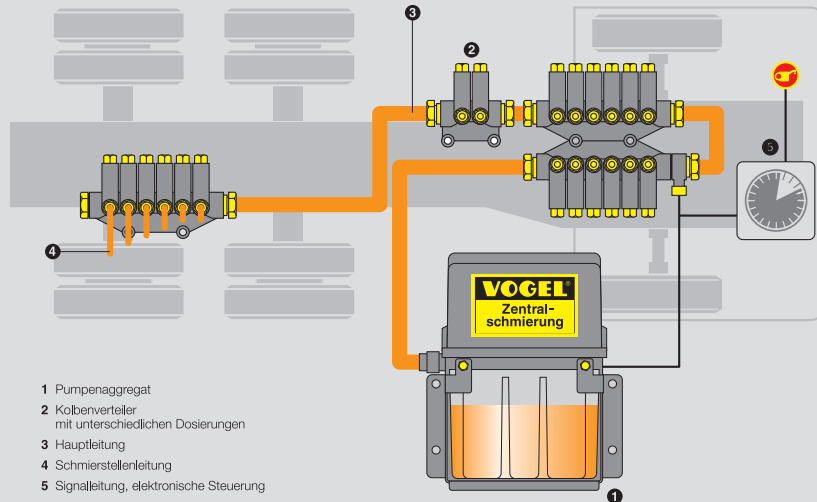 3
2
5
4
VOGEL®
Zentral-
schmierung
1 Pumpenaggregat
2 Kolbenverteiler
mit unterschiedlichen Dosierungen
3 Hauptleitung
4 Schmierstellenleitung
5 Signalleitung, elektronische Steuerung
1